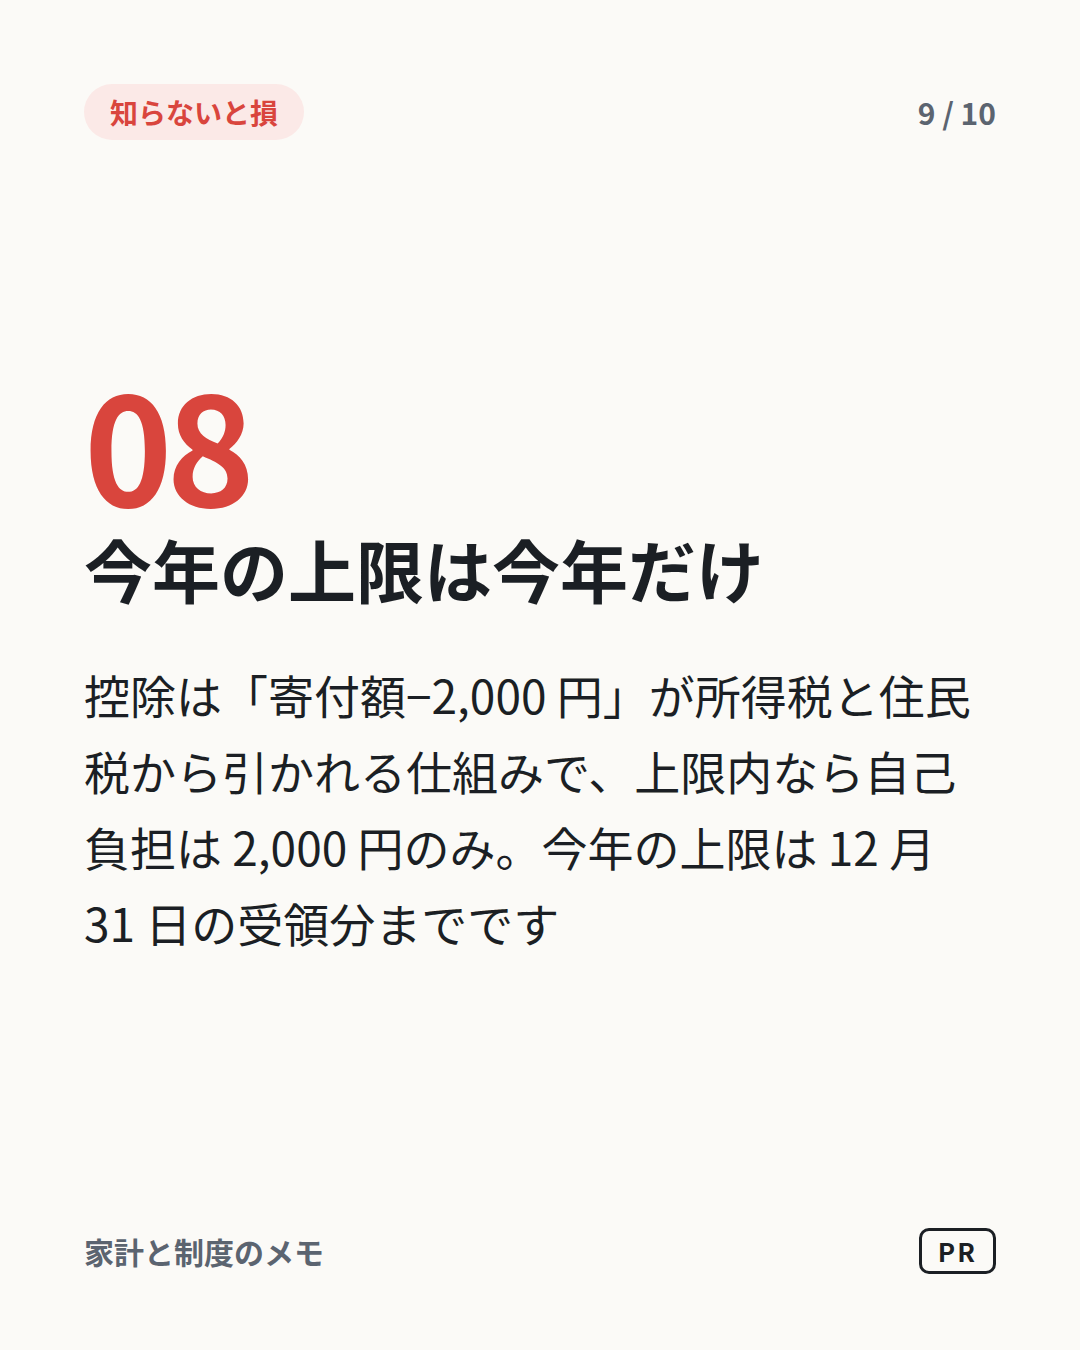 知らないと損
9 / 10
08
今年の上限は今年だけ
控除は「寄付額−2,000 円」が所得税と住民
税から引かれる仕組みで、上限内なら自己
負担は 2,000 円のみ。今年の上限は 12 月
31 日の受領分までです
家計と制度のメモ
PR